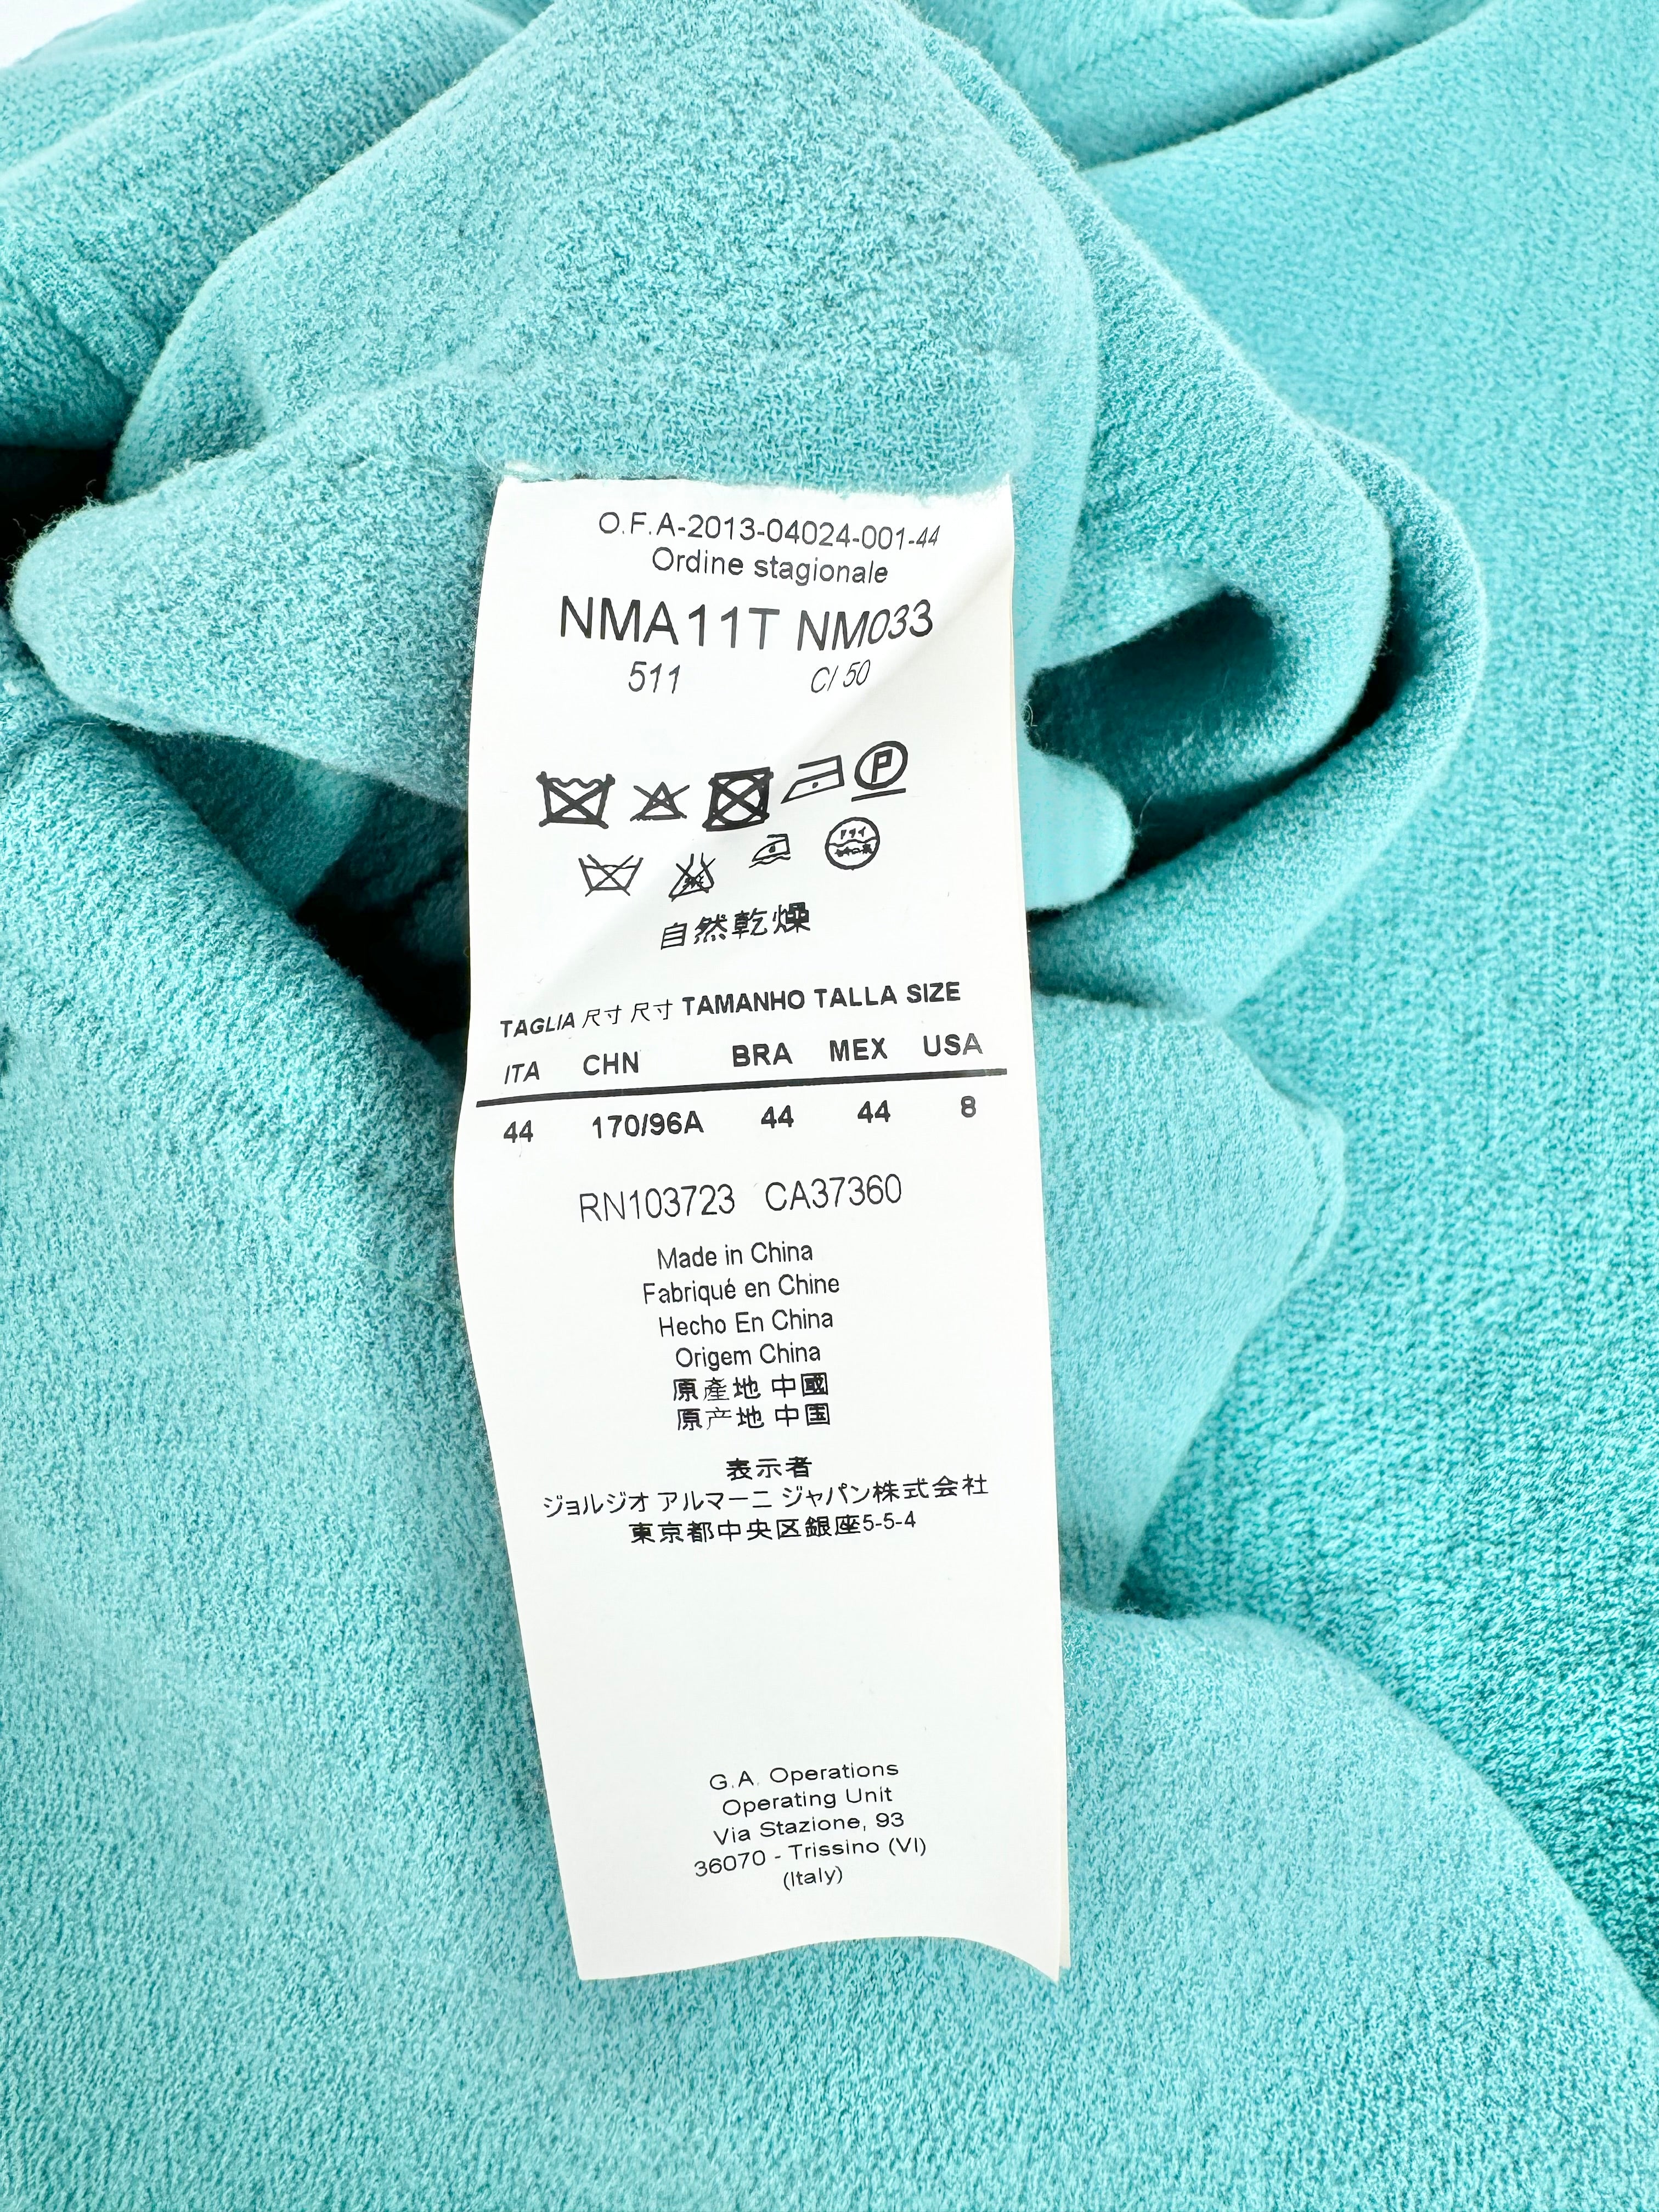 O.F.A-2013-04024-001-44
Ordine stagionale
NMA11T NM033
511 C/ 50
P
自然乾燥
TAGLIA 尺寸 尺寸 TAMANHO TALLA SIZE
ITA CHN BRA MEX USA
44 170/96A 44 44 8
RN103723 CA37360
Made in China
Fabriqué en Chine
Hecho En China
Origem China
原產地 中國
原产地 中国
表示者
ジョルジオ アルマーニ ジャパン株式会社
東京都中央区銀座5-5-4
G.A. Operations
Operating Unit
Via Stazione, 93
36070 - Trissino (VI)
(Italy)